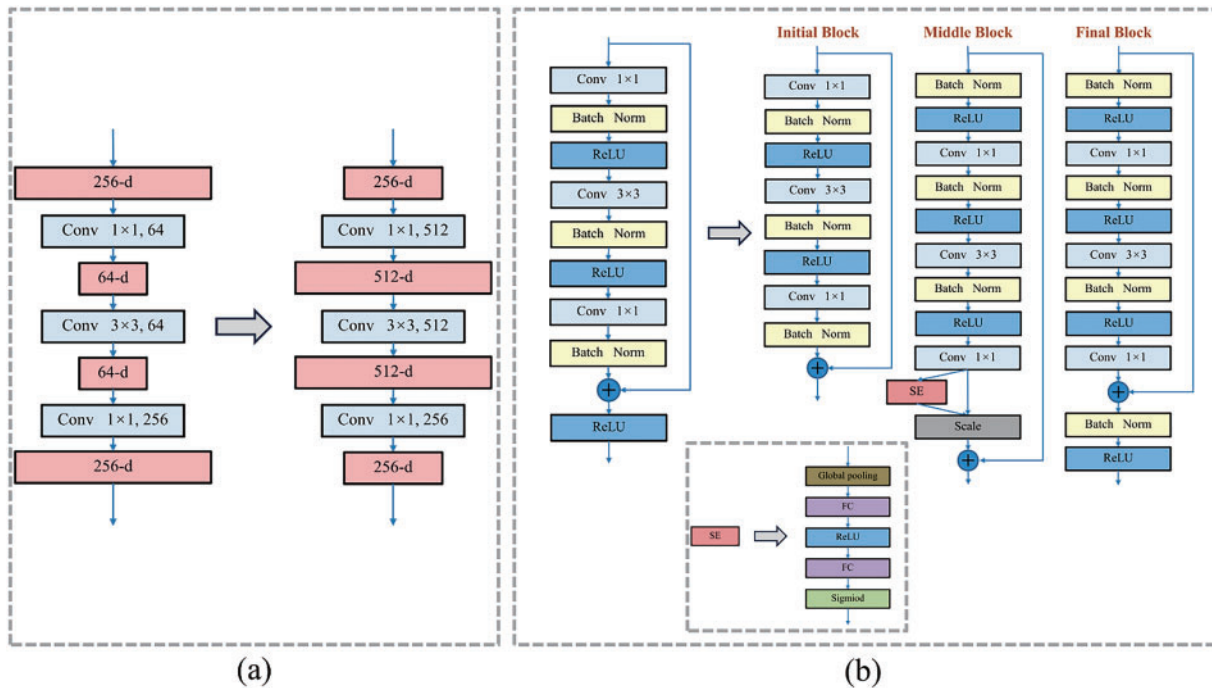 256-d
Conv 1×1, 64
64-d
Conv 3×3, 64
64-d
Conv 1×1, 256
256-d
256-d
Conv 1×1, 512
512-d
Conv 3×3, 512
512-d
Conv 1×1, 256
256-d
(a)
Conv 1×1
Batch Norm
ReLU
Conv 3×3
Batch Norm
ReLU
Conv 1×1
Batch Norm
ReLU
Initial Block
Conv 1×1
Batch Norm
ReLU
Conv 3×3
Batch Norm
ReLU
Conv 1×1
Batch Norm
Middle Block
Batch Norm
ReLU
Conv 1×1
Batch Norm
ReLU
Conv 3×3
Batch Norm
ReLU
Conv 1×1
SE
Scale
Final Block
Batch Norm
ReLU
Conv 1×1
Batch Norm
ReLU
Conv 3×3
Batch Norm
ReLU
Conv 1×1
Batch Norm
ReLU
SE
Global pooling
FC
ReLU
FC
Sigmiod
(b)